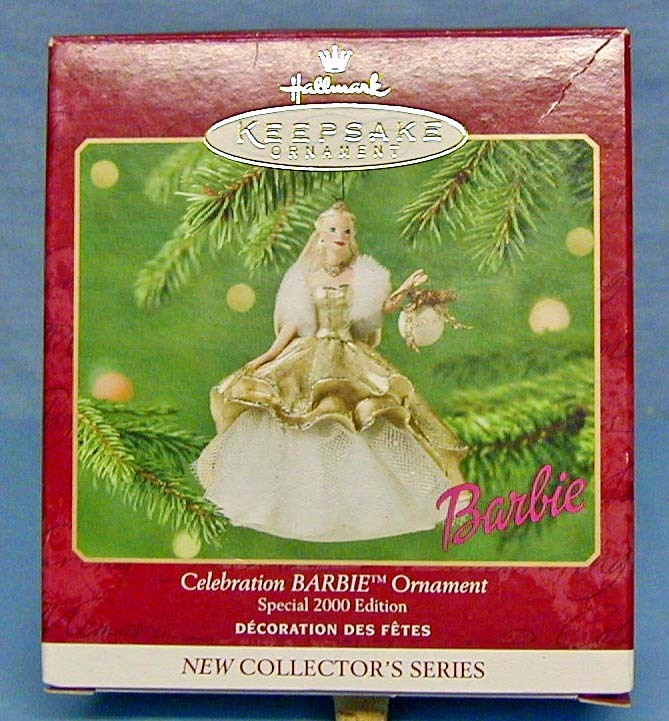 Hallmark
KEEPSAKE
ORNAMENT
Barbie
Celebration BARBIE™ Ornament
Special 2000 Edition
DÉCORATION DES FÊTES
NEW COLLECTOR'S SERIES